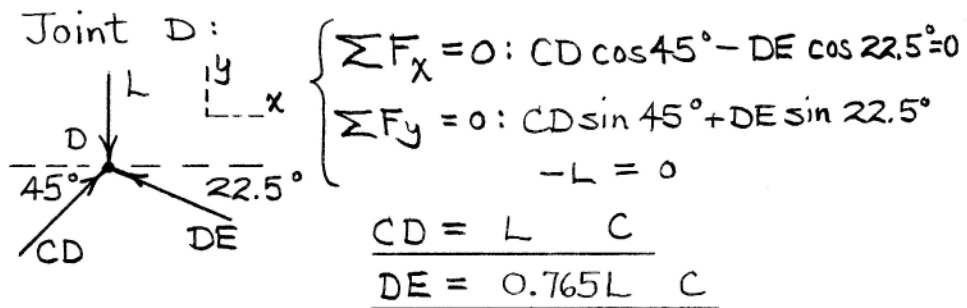 Joint D:
y
x
L
D
45°
22.5°
CD
DE
ΣFx = 0: CD cos 45° - DE cos 22.5° = 0
ΣFy = 0: CD sin 45° + DE sin 22.5°
-L = 0
CD = L C
DE = 0.765L C